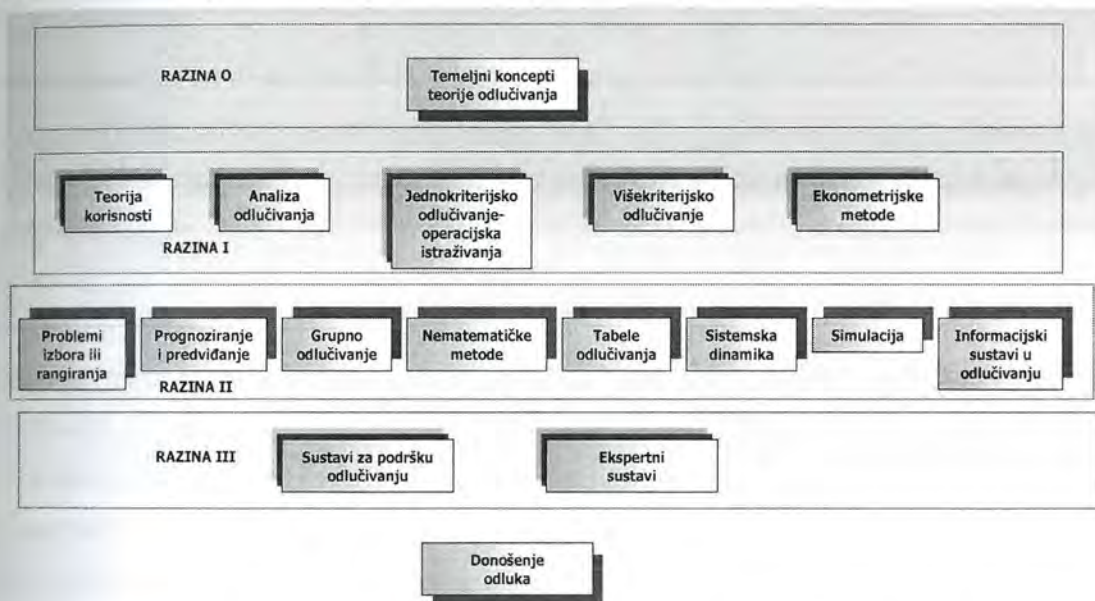 RAZINA O
Temeljni koncepti
teorije odlučivanja
Teorija
korisnosti
Analiza
odlučivanja
Jednokriterijsko
odlučivanje-
operacijska
istraživanja
Višekriterijsko
odlučivanje
Ekonometrijske
metode
RAZINA I
Problemi
izbora ili
rangiranja
Prognoziranje
i predviđanje
Grupno
odlučivanje
Nematematičke
metode
Tabele
odlučivanja
Sistemska
dinamika
Simulacija
Informacijski
sustavi u
odlučivanju
RAZINA II
RAZINA III
Sustavi za podršku
odlučivanju
Ekspertni
sustavi
Donošenje
odluka